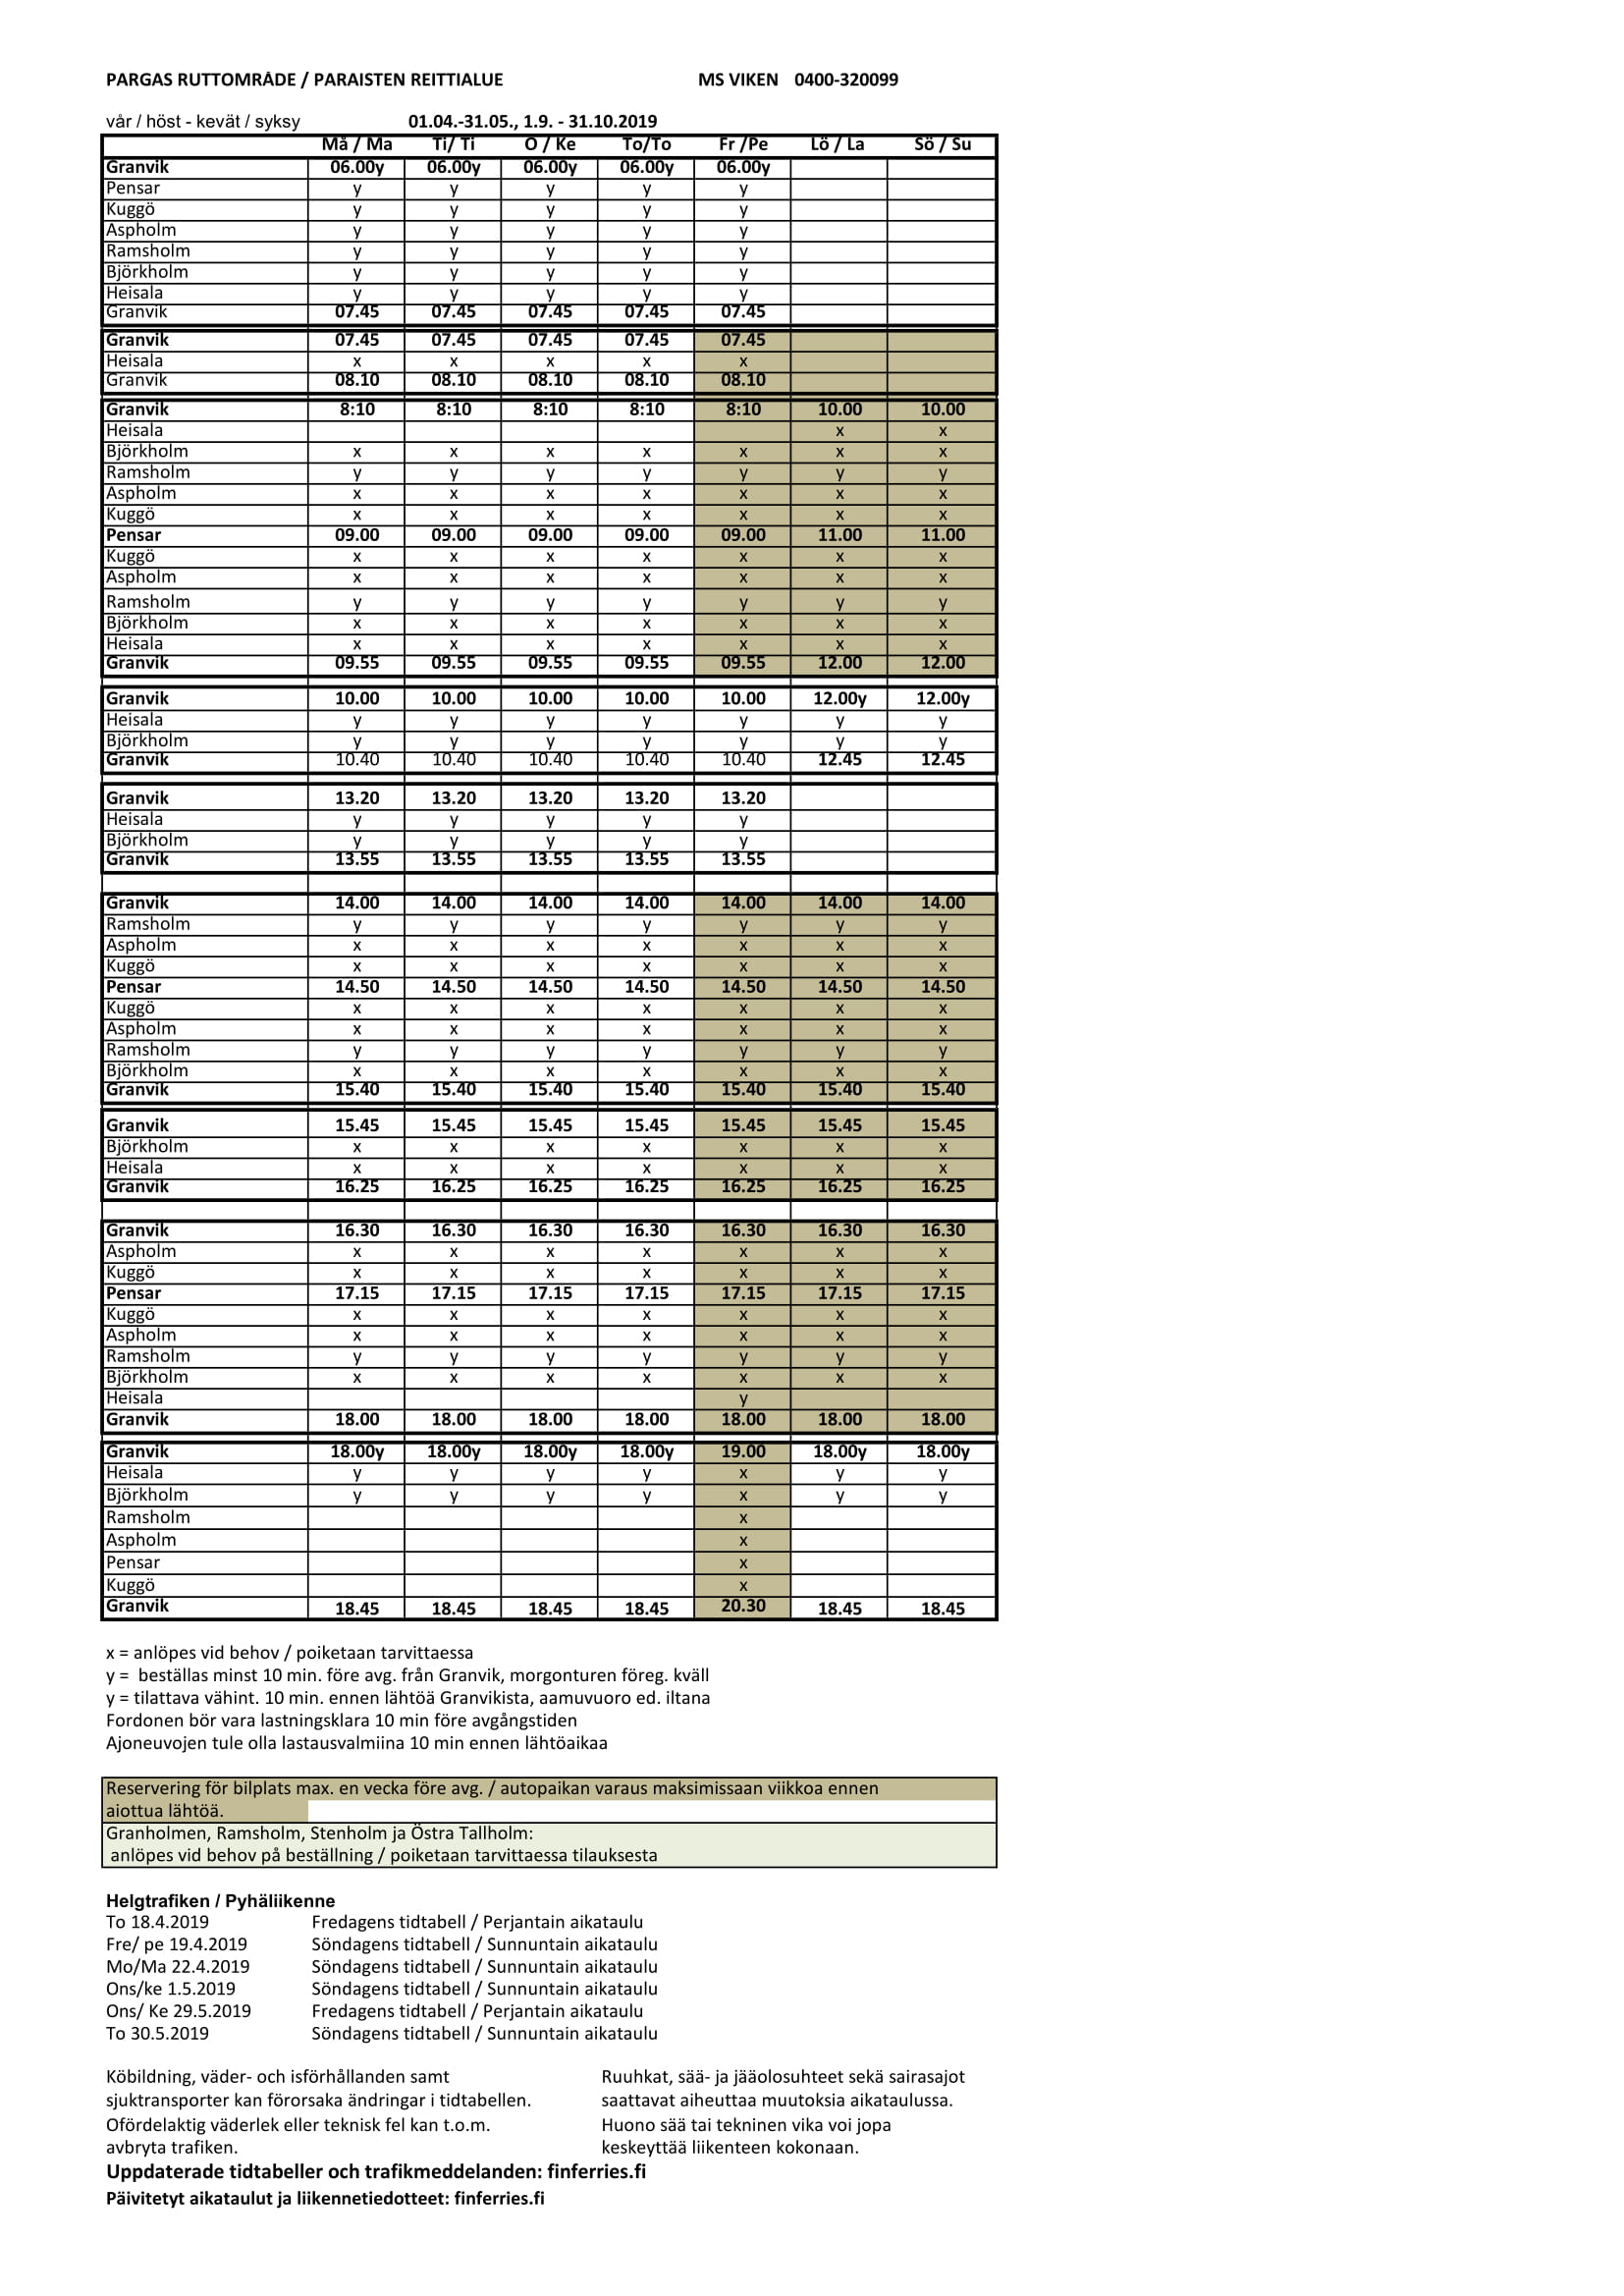 PARGAS RUTTOMRÅDE / PARAISTEN REITTIALUE MS VIKEN 0400-320099
vår / höst - kevät / syksy 01.04.-31.05., 1.9. - 31.10.2019
Må / Ma Ti/ Ti O / Ke To/To Fr /Pe Lö / La Sö / Su
Granvik 06.00y 06.00y 06.00y 06.00y 06.00y
Pensar y y y y y
Kuggö y y y y y
Aspholm y y y y y
Ramsholm y y y y y
Björkholm y y y y y
Heisala y y y y y
Granvik 07.45 07.45 07.45 07.45 07.45
Granvik 07.45 07.45 07.45 07.45 07.45
Heisala x x x x x
Granvik 08.10 08.10 08.10 08.10 08.10
Granvik 8:10 8:10 8:10 8:10 8:10 10.00 10.00
Heisala x x
Björkholm x x x x x x x
Ramsholm y y y y y y y
Aspholm x x x x x x x
Kuggö x x x x x x x
Pensar 09.00 09.00 09.00 09.00 09.00 11.00 11.00
Kuggö x x x x x x x
Aspholm x x x x x x x
Ramsholm y y y y y y y
Björkholm x x x x x x x
Heisala x x x x x x x
Granvik 09.55 09.55 09.55 09.55 09.55 12.00 12.00
Granvik 10.00 10.00 10.00 10.00 10.00 12.00y 12.00y
Heisala y y y y y y y
Björkholm y y y y y y y
Granvik 10.40 10.40 10.40 10.40 10.40 12.45 12.45
Granvik 13.20 13.20 13.20 13.20 13.20
Heisala y y y y y
Björkholm y y y y y
Granvik 13.55 13.55 13.55 13.55 13.55
Granvik 14.00 14.00 14.00 14.00 14.00 14.00 14.00
Ramsholm y y y y y y y
Aspholm x x x x x x x
Kuggö x x x x x x x
Pensar 14.50 14.50 14.50 14.50 14.50 14.50 14.50
Kuggö x x x x x x x
Aspholm x x x x x x x
Ramsholm y y y y y y y
Björkholm x x x x x x x
Granvik 15.40 15.40 15.40 15.40 15.40 15.40 15.40
Granvik 15.45 15.45 15.45 15.45 15.45 15.45 15.45
Björkholm x x x x x x x
Heisala x x x x x x x
Granvik 16.25 16.25 16.25 16.25 16.25 16.25 16.25
Granvik 16.30 16.30 16.30 16.30 16.30 16.30 16.30
Aspholm x x x x x x x
Kuggö x x x x x x x
Pensar 17.15 17.15 17.15 17.15 17.15 17.15 17.15
Kuggö x x x x x x x
Aspholm x x x x x x x
Ramsholm y y y y y y y
Björkholm x x x x x x x
Heisala y
Granvik 18.00 18.00 18.00 18.00 18.00 18.00 18.00
Granvik 18.00y 18.00y 18.00y 18.00y 19.00 18.00y 18.00y
Heisala y y y y x y y
Björkholm y y y y x y y
Ramsholm x
Aspholm x
Pensar x
Kuggö x
Granvik 18.45 18.45 18.45 18.45 20.30 18.45 18.45
x = anlöpes vid behov / poiketaan tarvittaessa
y = beställas minst 10 min. före avg. från Granvik, morgonturen föreg. kväll
y = tilattava vähint. 10 min. ennen lähtöä Granvikista, aamuvuoro ed. iltana
Fordonen bör vara lastningsklara 10 min före avgångstiden
Ajoneuvojen tule olla lastausvalmiina 10 min ennen lähtöaikaa
Reservering för bilplats max. en vecka före avg. / autopaikan varaus maksimissaan viikkoa ennen
aiottua lähtöä.
Granholmen, Ramsholm, Stenholm ja Östra Tallholm:
anlöpes vid behov på beställning / poiketaan tarvittaessa tilauksesta
Helgtrafiken / Pyhäliikenne
To 18.4.2019 Fredagens tidtabell / Perjantain aikataulu
Fre/ pe 19.4.2019 Söndagens tidtabell / Sunnuntain aikataulu
Mo/Ma 22.4.2019 Söndagens tidtabell / Sunnuntain aikataulu
Ons/ke 1.5.2019 Söndagens tidtabell / Sunnuntain aikataulu
Ons/ Ke 29.5.2019 Fredagens tidtabell / Perjantain aikataulu
To 30.5.2019 Söndagens tidtabell / Sunnuntain aikataulu
Köbildning, väder- och isförhållanden samt
sjuktransporter kan förorsaka ändringar i tidtabellen.
Ofördelaktig väderlek eller teknisk fel kan t.o.m.
avbryta trafiken.
Ruuhkat, sää- ja jääolosuhteet sekä sairasajot
saattavat aiheuttaa muutoksia aikataulussa.
Huono sää tai tekninen vika voi jopa
keskeyttää liikenteen kokonaan.
Uppdaterade tidtabeller och trafikmeddelanden: finferries.fi
Päivitetyt aikataulut ja liikennetiedotteet: finferries.fi